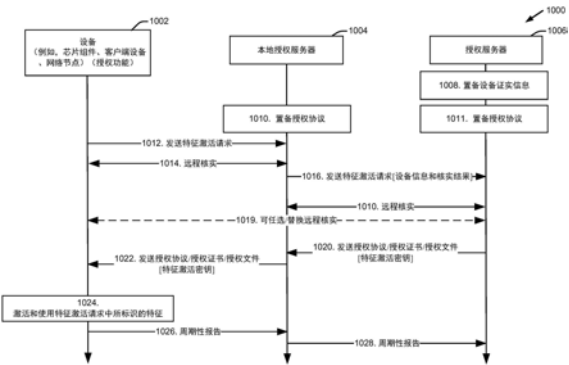 1000
1002
1004
1006
设备
(例如、芯片组件、客户端设备
、网络节点) (授权功能)
本地授权服务器
授权服务器
1008. 置备设备证实信息
1010. 置备授权协议
1011. 置备授权协议
1012. 发送特征激活请求
1014. 远程核实
1016. 发送特征激活请求[设备信息和核实结果]
1010. 远程核实
1019. 可任选/替换远程核实
1020. 发送授权协议/授权证书/授权文件
[特征激活密钥]
1022. 发送授权协议/授权证书/授权文件
[特征激活密钥]
1024.
激活和使用特征激活请求中所标识的特征
1026. 周期性报告
1028. 周期性报告